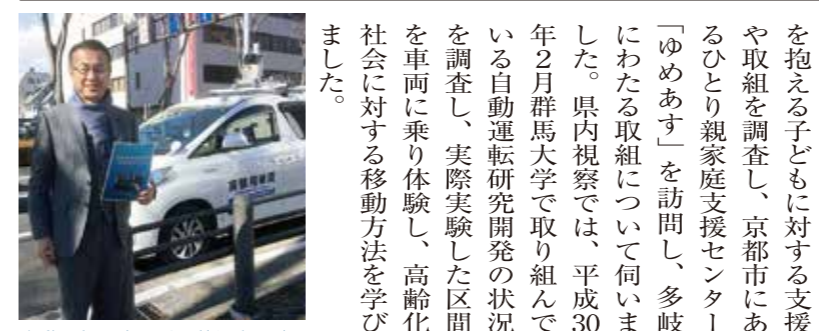 を抱える子どもに対する支援
や取組を調査し、京都市にあ
るひとり親家庭支援センター
「ゆめあす」を訪問し、多岐
にわたる取組について伺いま
した。県内視察では、平成30
年2月群馬大学で取り組んで
いる自動運転研究開発の状況
を調査し、実際実験した区間
を車両に乗り体験し、高齢化
社会に対する移動方法を学び
ました。